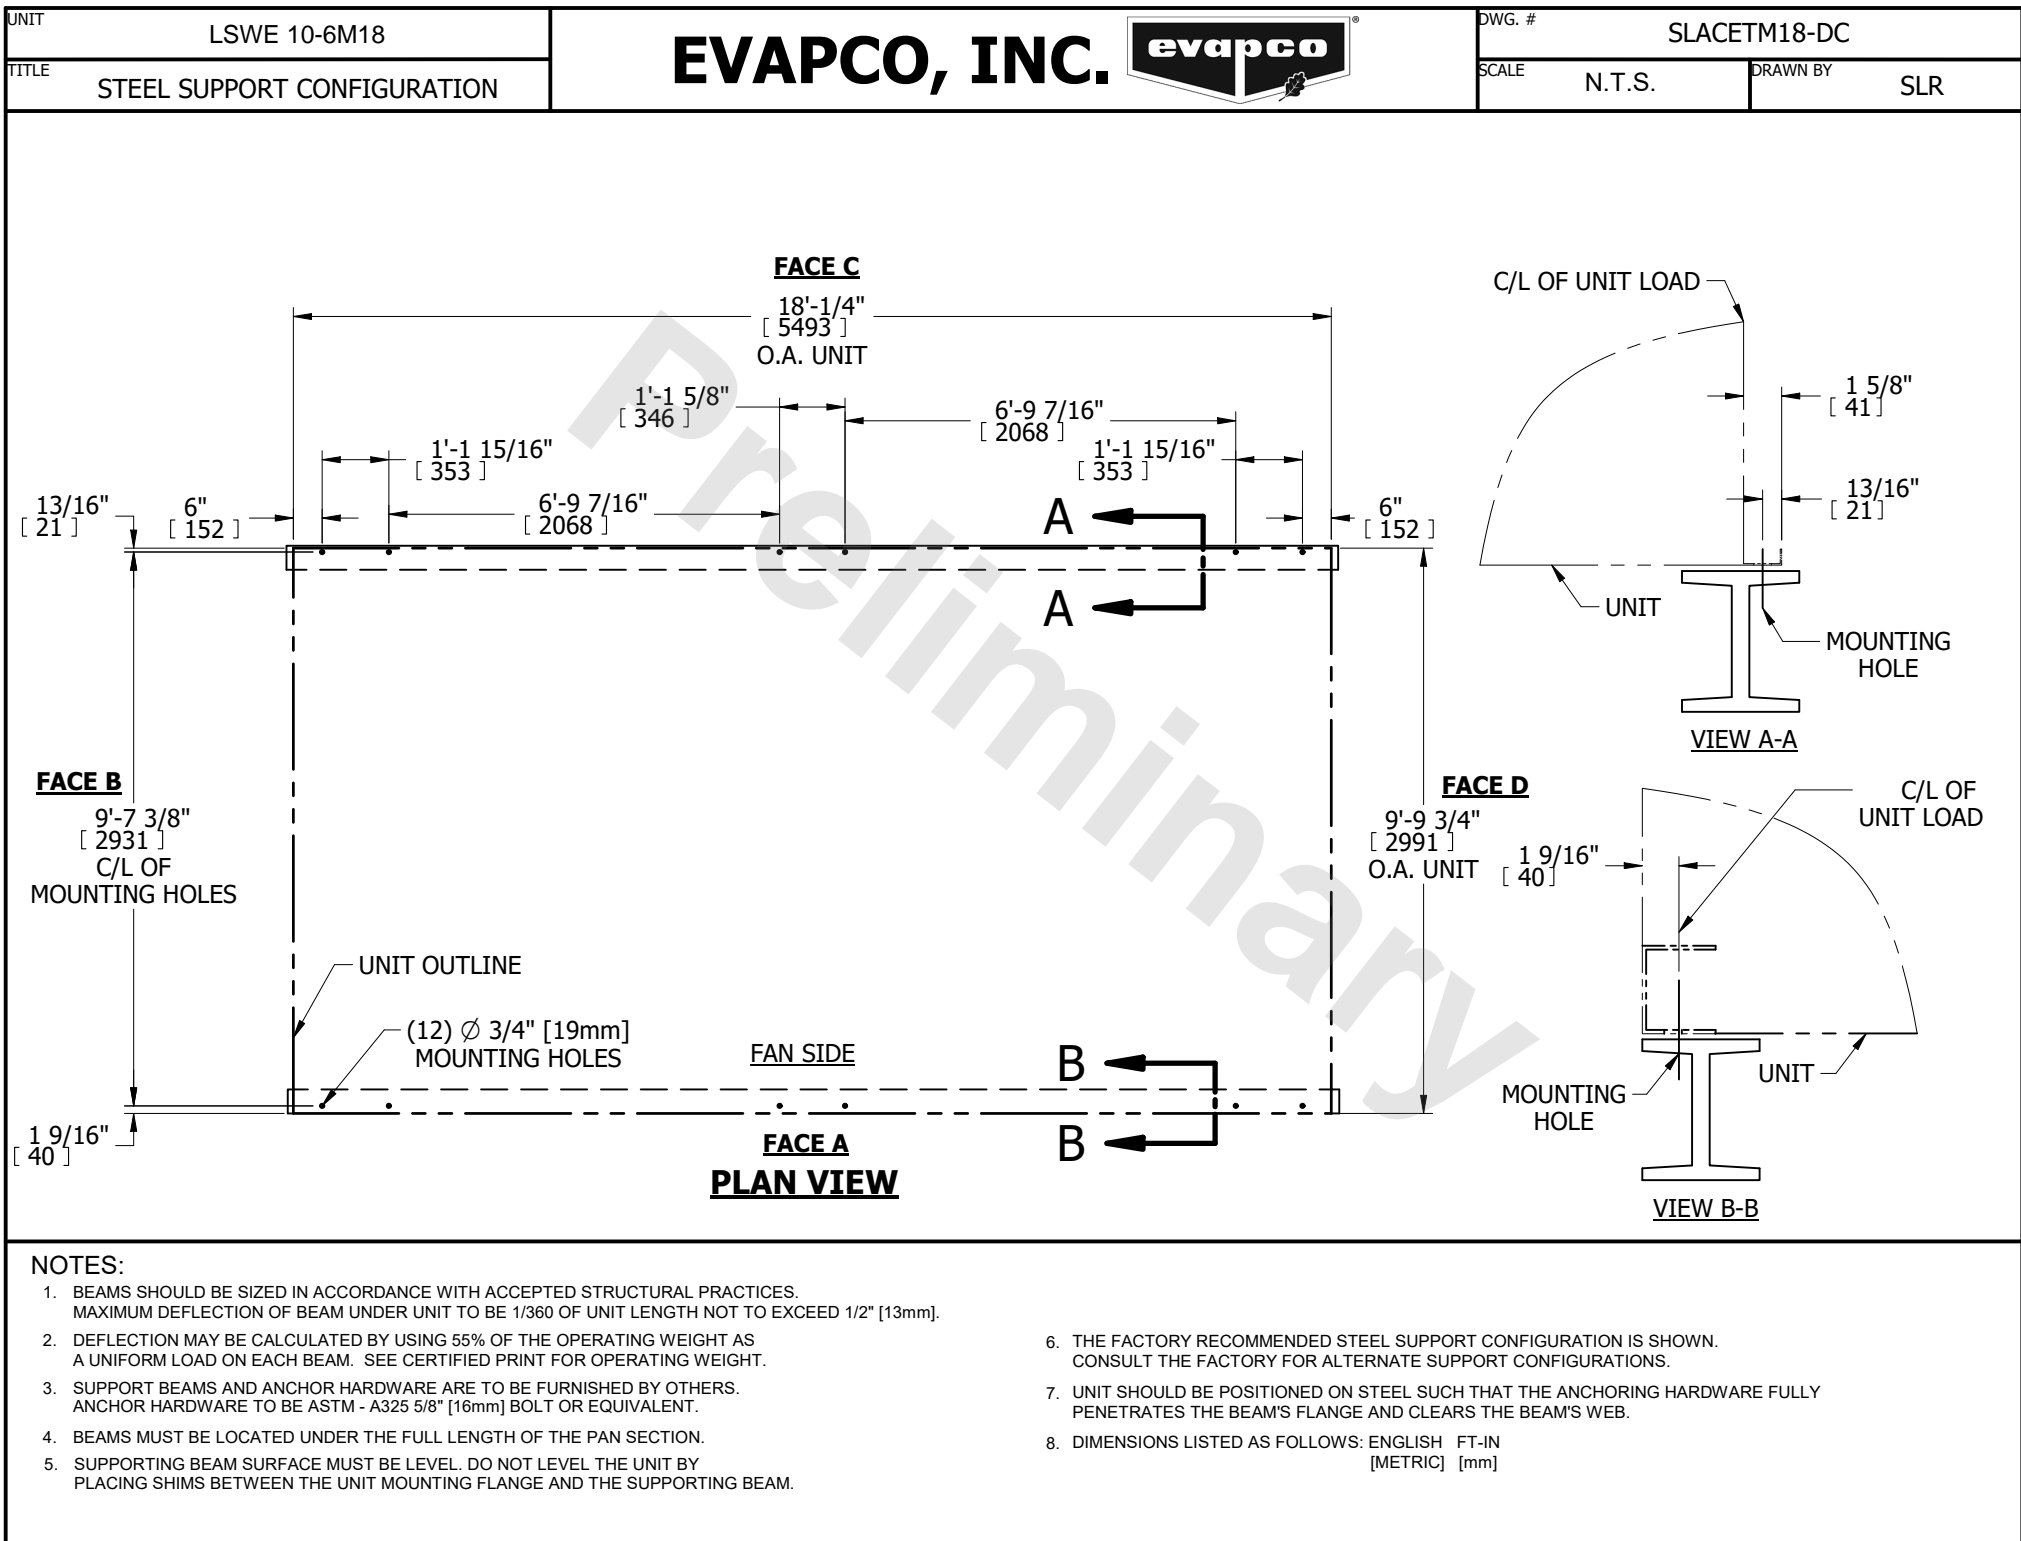 UNIT
LSWE 10-6M18
TITLE
STEEL SUPPORT CONFIGURATION
EVAPCO, INC.
evapco
®
DWG. #
SLACETM18-DC
SCALE
N.T.S.
DRAWN BY
SLR
FACE C
18'-1/4"
[ 5493 ]
O.A. UNIT
1'-1 5/8"
[ 346 ]
6'-9 7/16"
[ 2068 ]
1'-1 15/16"
[ 353 ]
1'-1 15/16"
[ 353 ]
13/16"
[ 21 ]
6"
[ 152 ]
6'-9 7/16"
[ 2068 ]
6"
[ 152 ]
A
A
FACE B
9'-7 3/8"
[ 2931 ]
C/L OF
MOUNTING HOLES
FACE D
9'-9 3/4"
[ 2991 ]
O.A. UNIT
UNIT OUTLINE
(12) Ø 3/4" [19mm]
MOUNTING HOLES
FAN SIDE
B
B
1 9/16"
[ 40 ]
FACE A
PLAN VIEW
Preliminary
C/L OF UNIT LOAD
1 5/8"
[ 41 ]
13/16"
[ 21 ]
UNIT
MOUNTING
HOLE
VIEW A-A
C/L OF
UNIT LOAD
1 9/16"
[ 40 ]
UNIT
MOUNTING
HOLE
VIEW B-B
NOTES:
1. BEAMS SHOULD BE SIZED IN ACCORDANCE WITH ACCEPTED STRUCTURAL PRACTICES.
MAXIMUM DEFLECTION OF BEAM UNDER UNIT TO BE 1/360 OF UNIT LENGTH NOT TO EXCEED 1/2" [13mm].
2. DEFLECTION MAY BE CALCULATED BY USING 55% OF THE OPERATING WEIGHT AS
A UNIFORM LOAD ON EACH BEAM. SEE CERTIFIED PRINT FOR OPERATING WEIGHT.
3. SUPPORT BEAMS AND ANCHOR HARDWARE ARE TO BE FURNISHED BY OTHERS.
ANCHOR HARDWARE TO BE ASTM - A325 5/8" [16mm] BOLT OR EQUIVALENT.
4. BEAMS MUST BE LOCATED UNDER THE FULL LENGTH OF THE PAN SECTION.
5. SUPPORTING BEAM SURFACE MUST BE LEVEL. DO NOT LEVEL THE UNIT BY
PLACING SHIMS BETWEEN THE UNIT MOUNTING FLANGE AND THE SUPPORTING BEAM.
6. THE FACTORY RECOMMENDED STEEL SUPPORT CONFIGURATION IS SHOWN.
CONSULT THE FACTORY FOR ALTERNATE SUPPORT CONFIGURATIONS.
7. UNIT SHOULD BE POSITIONED ON STEEL SUCH THAT THE ANCHORING HARDWARE FULLY
PENETRATES THE BEAM'S FLANGE AND CLEARS THE BEAM'S WEB.
8. DIMENSIONS LISTED AS FOLLOWS: ENGLISH FT-IN
[METRIC] [mm]